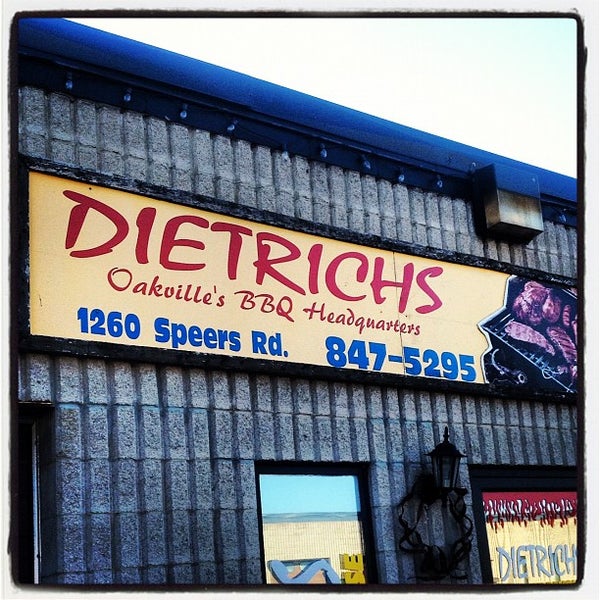 DIETRICHS
Oakville's BBQ Headquarters
1260 Speers Rd. 847-5295
DIETRICHS